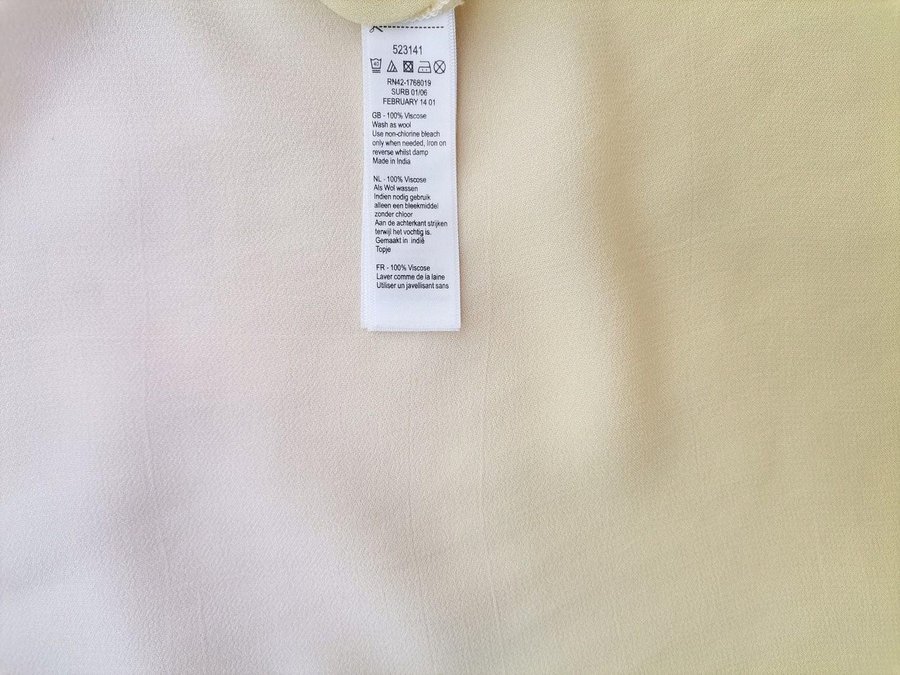 523141
40
RN42-1768019
SURB 01/06
FEBRUARY 14 01
GB - 100% Viscose
Wash as wool
Use non-chlorine bleach
only when needed, Iron on
reverse whilst damp
Made in India
NL - 100% Viscose
Als Wol wassen
Indien nodig gebruik
alleen een bleekmiddel
zonder chloor
Aan de achterkant strijken
terwijl het vochtig is.
Gemaakt in indië
Topje
FR - 100% Viscose
Laver comme de la laine
Utiliser un javellisant sans